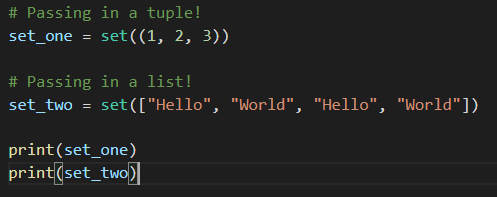 # Passing in a tuple!
set_one = set((1, 2, 3))
# Passing in a list!
set_two = set(["Hello", "World", "Hello", "World"])
print(set_one)
print(set_two)